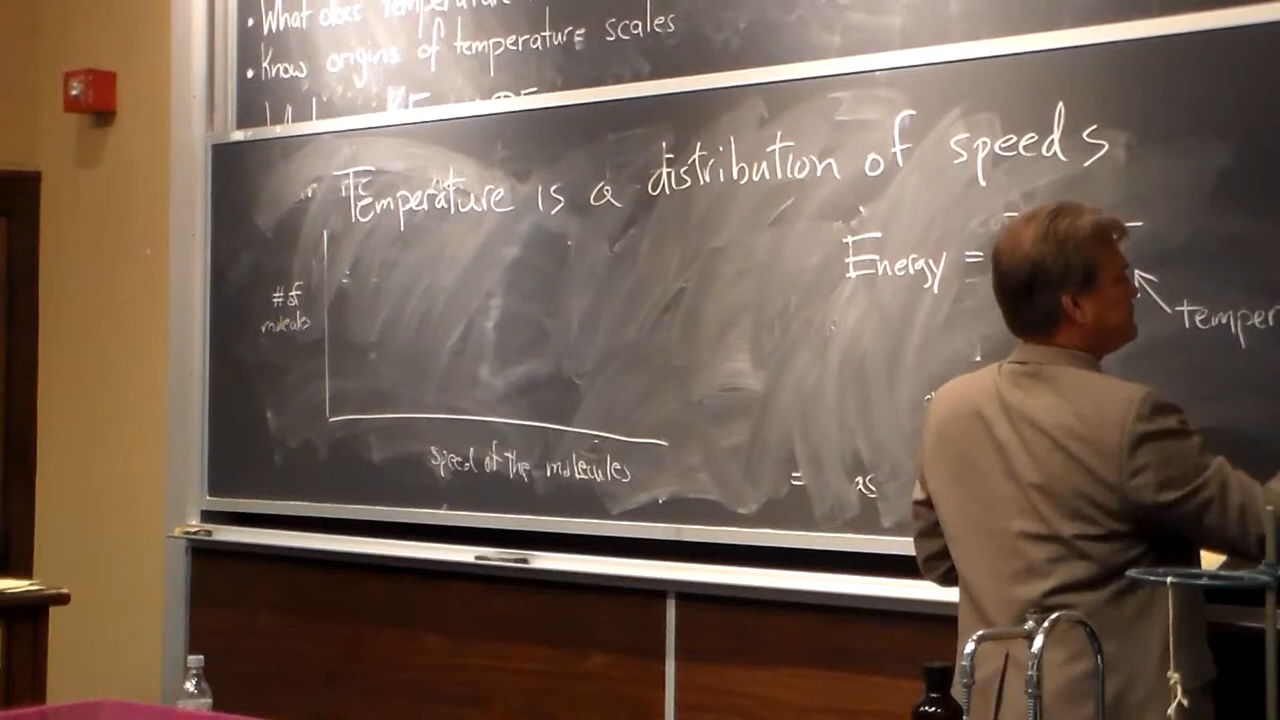 • What does Temperature
• Know origins of temperature scales
Temperature is a distribution of speeds
Energy =
temper
# of
molecules
Speed of the molecules
=